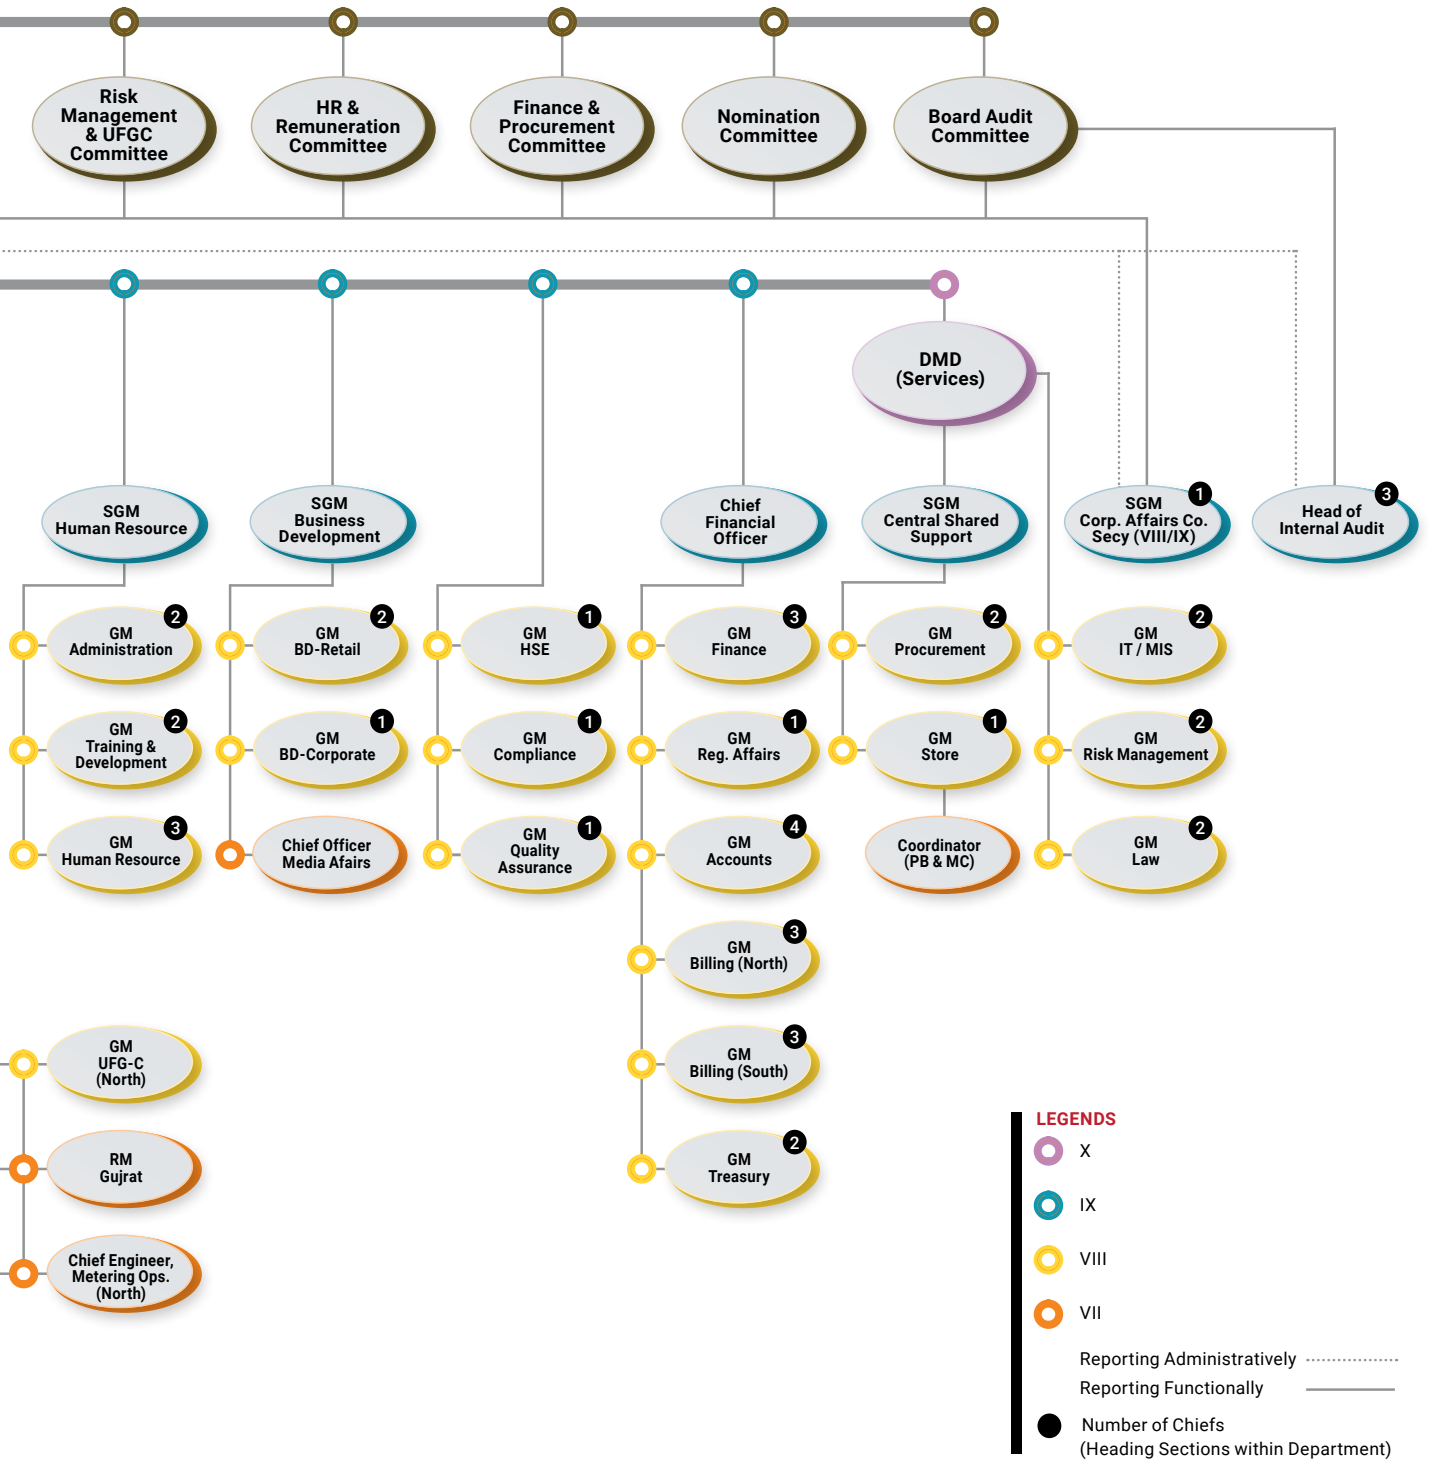 Risk
Management
& UFGC
Committee
HR &
Remuneration
Committee
Finance &
Procurement
Committee
Nomination
Committee
Board Audit
Committee
DMD
(Services)
SGM
Human Resource
SGM
Business
Development
Chief
Financial
Officer
SGM
Central Shared
Support
1
SGM
Corp. Affairs Co.
Secy (VIII/IX)
3
Head of
Internal Audit
2
GM
Administration
2
GM
BD-Retail
1
GM
HSE
3
GM
Finance
2
GM
Procurement
2
GM
IT / MIS
2
GM
Training &
Development
1
GM
BD-Corporate
1
GM
Compliance
1
GM
Reg. Affairs
1
GM
Store
2
GM
Risk Management
3
GM
Human Resource
Chief Officer
Media Afairs
1
GM
Quality
Assurance
4
GM
Accounts
Coordinator
(PB & MC)
2
GM
Law
3
GM
Billing (North)
GM
UFG-C
(North)
3
GM
Billing (South)
RM
Gujrat
2
GM
Treasury
Chief Engineer,
Metering Ops.
(North)
LEGENDS
X
IX
VIII
VII
Reporting Administratively
Reporting Functionally
Number of Chiefs
(Heading Sections within Department)